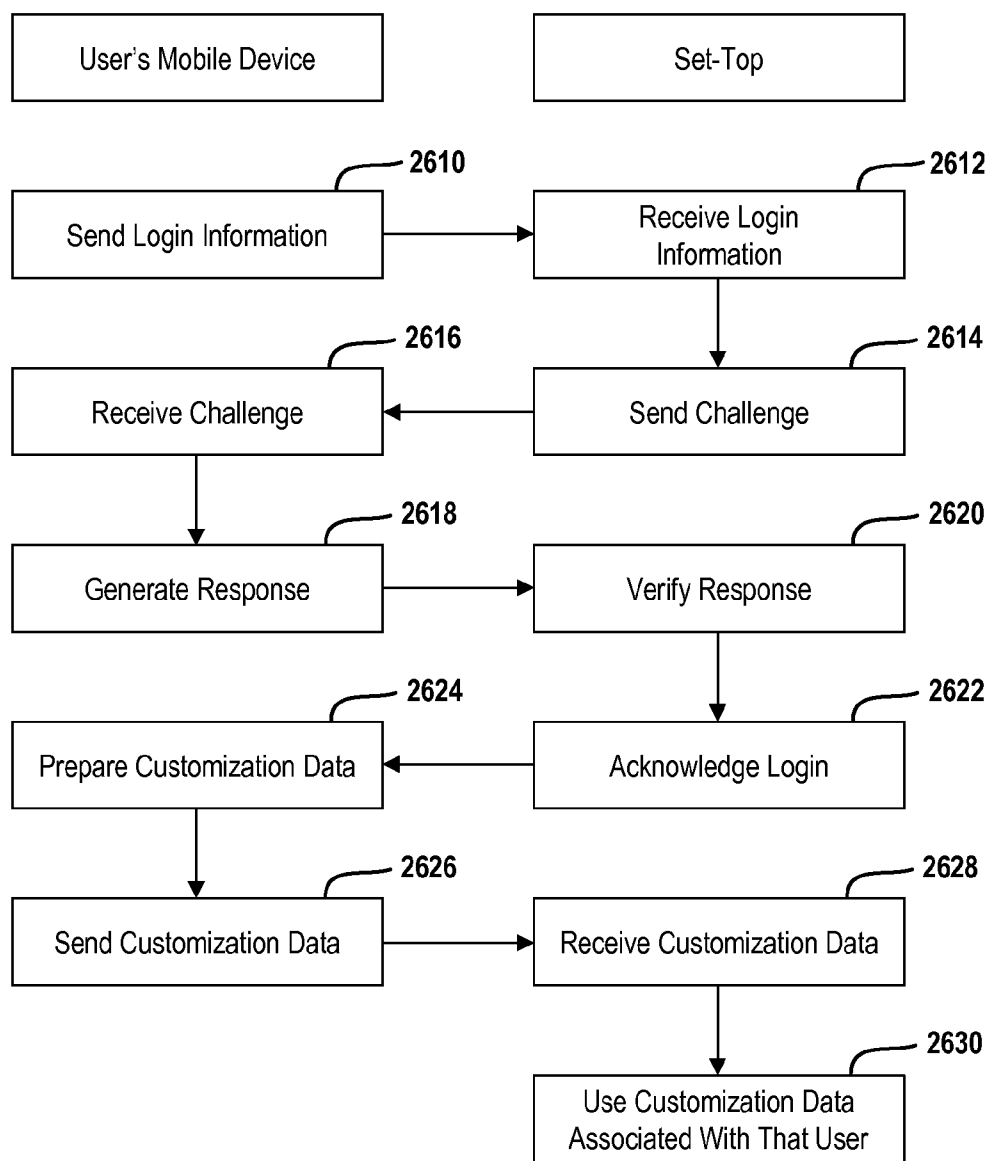 User's Mobile Device
Set-Top
2610
Send Login Information
2612
Receive Login
Information
2616
Receive Challenge
2614
Send Challenge
2618
Generate Response
2620
Verify Response
2624
Prepare Customization Data
2622
Acknowledge Login
2626
Send Customization Data
2628
Receive Customization Data
2630
Use Customization Data
Associated With That User